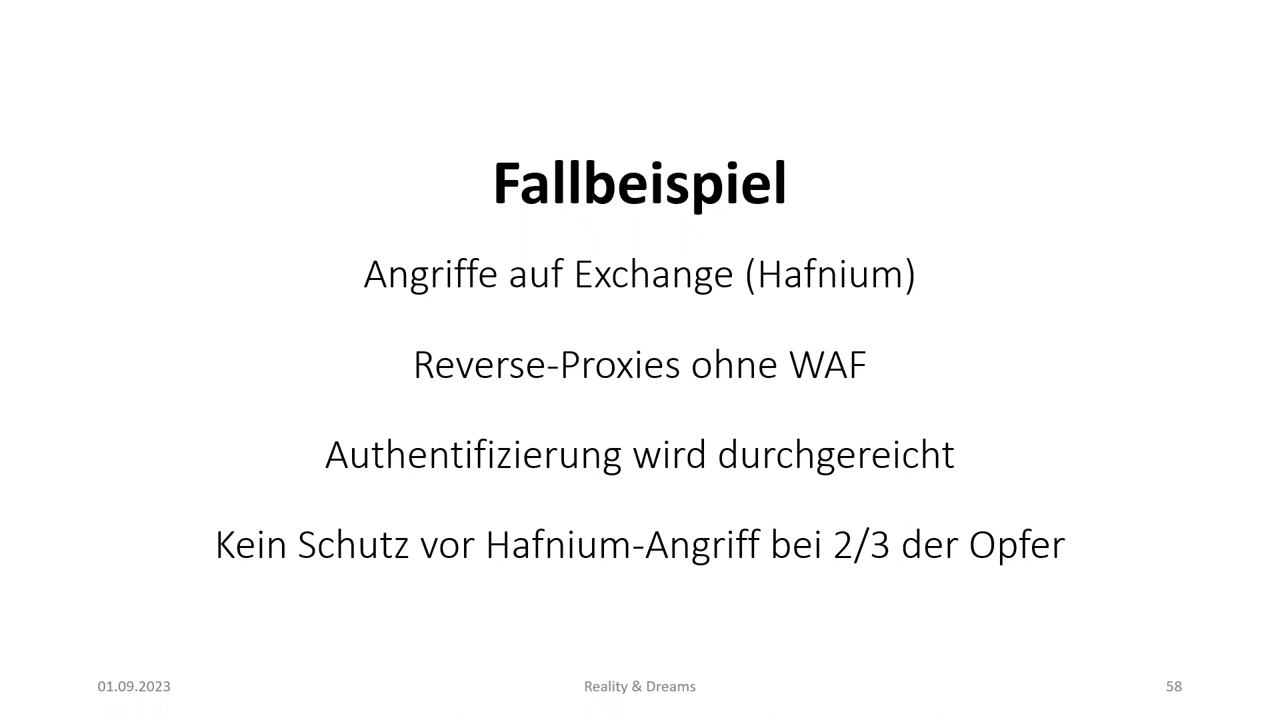 Fallbeispiel
Angriffe auf Exchange (Hafnium)
Reverse-Proxies ohne WAF
Authentifizierung wird durchgereicht
Kein Schutz vor Hafnium-Angriff bei 2/3 der Opfer
01.09.2023
Reality & Dreams
58